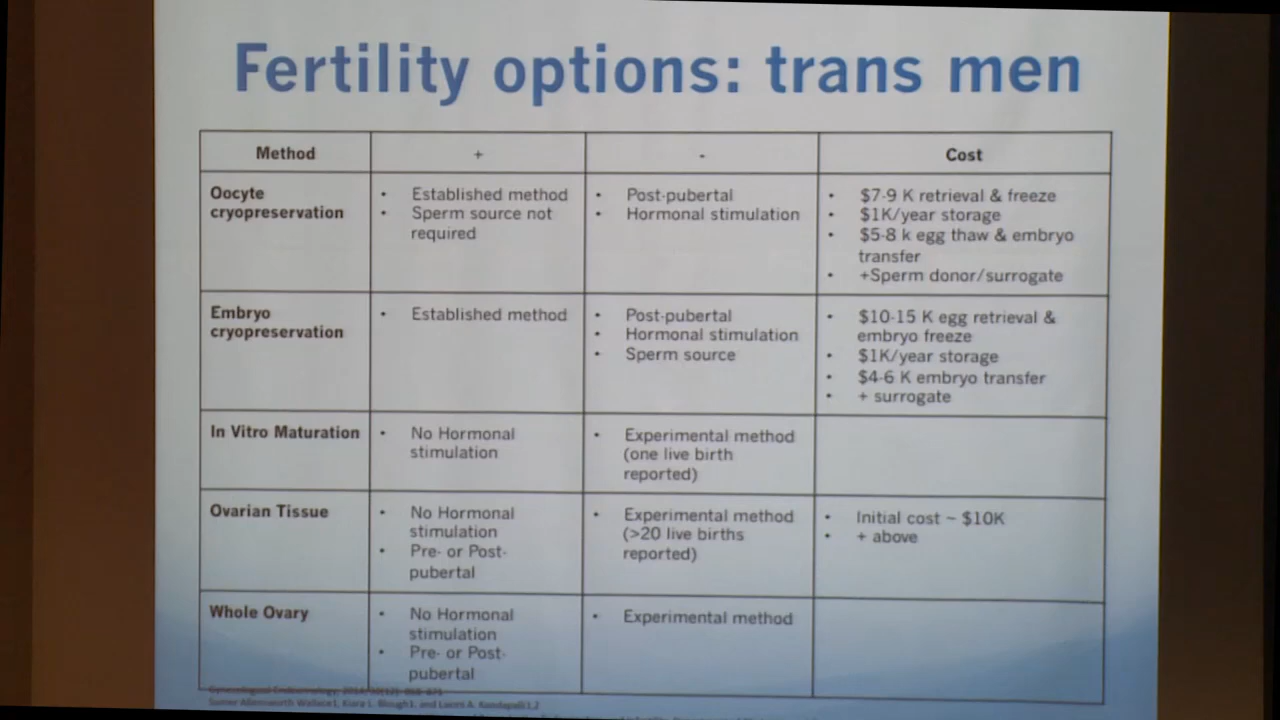 Fertility options: trans men
Method + - Cost
Oocyte
cryopreservation
• Established method
• Sperm source not
required
• Post-pubertal
• Hormonal stimulation
• $7-9 K retrieval & freeze
• $1K/year storage
• $5-8 k egg thaw & embryo
transfer
• +Sperm donor/surrogate
Embryo
cryopreservation
• Established method
• Post-pubertal
• Hormonal stimulation
• Sperm source
• $10-15 K egg retrieval &
embryo freeze
• $1K/year storage
• $4-6 K embryo transfer
• + surrogate
In Vitro Maturation
• No Hormonal
stimulation
• Experimental method
(one live birth
reported)
Ovarian Tissue
• No Hormonal
stimulation
• Pre- or Post-
pubertal
• Experimental method
(>20 live births
reported)
• Initial cost ~ $10K
• + above
Whole Ovary
• No Hormonal
stimulation
• Pre- or Post-
pubertal
• Experimental method
Gynecological Endocrinology,